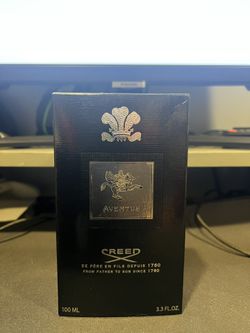 AVENTUS
CREED
DE PÈRE EN FILS DEPUIS 1760
FROM FATHER TO SON SINCE 1760
100 ML 3.3 FL.OZ.